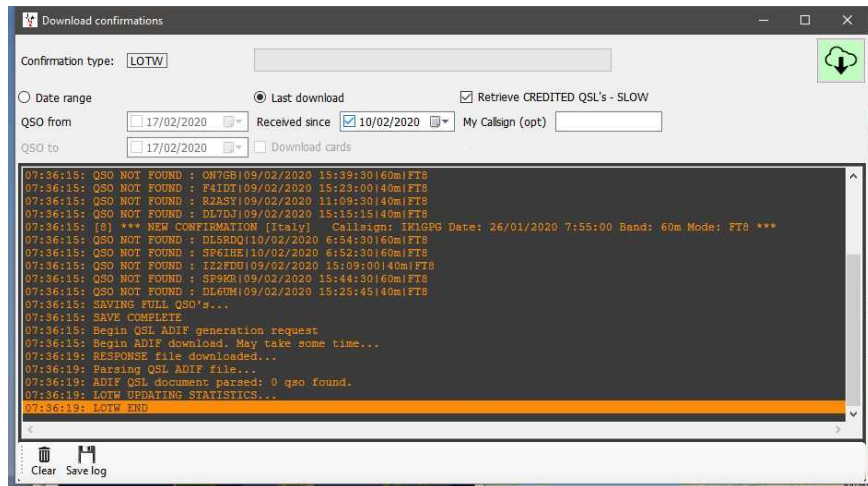 Download confirmations
Confirmation type: LOTW
Date range Last download Retrieve CREDITED QSL's - SLOW
QSO from 17/02/2020 Received since 10/02/2020 My Callsign (opt)
QSO to 17/02/2020 Download cards
07:36:15: QSO NOT FOUND : ON7GB|09/02/2020 15:39:30|60m|FT8
07:36:15: QSO NOT FOUND : F4IDT|09/02/2020 15:23:00|40m|FT8
07:36:15: QSO NOT FOUND : R2ASY|09/02/2020 11:09:30|40m|FT8
07:36:15: QSO NOT FOUND : DL7DJ|09/02/2020 15:15:15|40m|FT8
07:36:15: [8] *** NEW CONFIRMATION [Italy] Callsign: IK1GPG Date: 26/01/2020 7:55:00 Band: 60m Mode: FT8 ***
07:36:15: QSO NOT FOUND : DL5RDQ|10/02/2020 6:54:30|60m|FT8
07:36:15: QSO NOT FOUND : SP6IHE|10/02/2020 6:52:30|60m|FT8
07:36:15: QSO NOT FOUND : IZ2FDU|09/02/2020 15:09:00|40m|FT8
07:36:15: QSO NOT FOUND : SP9KR|09/02/2020 15:44:30|60m|FT8
07:36:15: QSO NOT FOUND : DL6UM|09/02/2020 15:25:45|40m|FT8
07:36:15: SAVING FULL QSO's...
07:36:15: SAVE COMPLETE
07:36:15: Begin QSL ADIF generation request
07:36:15: Begin ADIF download. May take some time...
07:36:19: RESPONSE file downloaded...
07:36:19: Parsing QSL ADIF file...
07:36:19: ADIF QSL document parsed: 0 qso found.
07:36:19: LOTW UPDATING STATISTICS...
07:36:19: LOTW END
Clear Save log